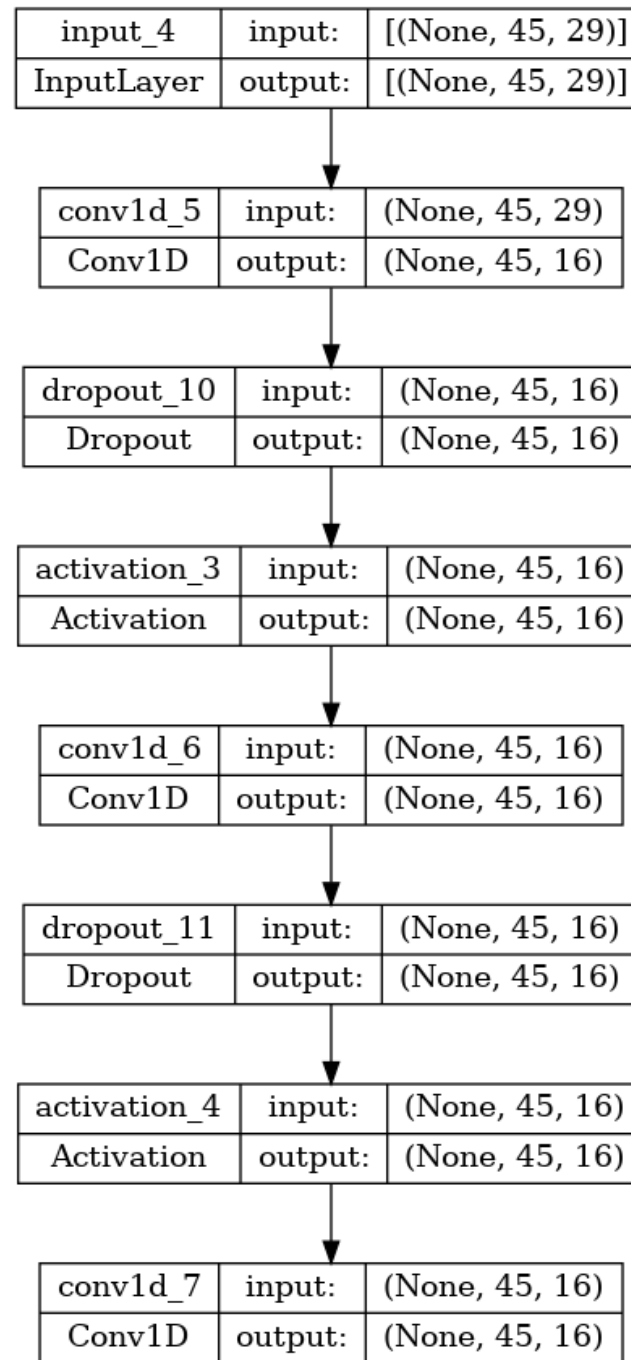 input_4 input: [(None, 45, 29)]
InputLayer output: [(None, 45, 29)]
conv1d_5 input: (None, 45, 29)
Conv1D output: (None, 45, 16)
dropout_10 input: (None, 45, 16)
Dropout output: (None, 45, 16)
activation_3 input: (None, 45, 16)
Activation output: (None, 45, 16)
conv1d_6 input: (None, 45, 16)
Conv1D output: (None, 45, 16)
dropout_11 input: (None, 45, 16)
Dropout output: (None, 45, 16)
activation_4 input: (None, 45, 16)
Activation output: (None, 45, 16)
conv1d_7 input: (None, 45, 16)
Conv1D output: (None, 45, 16)